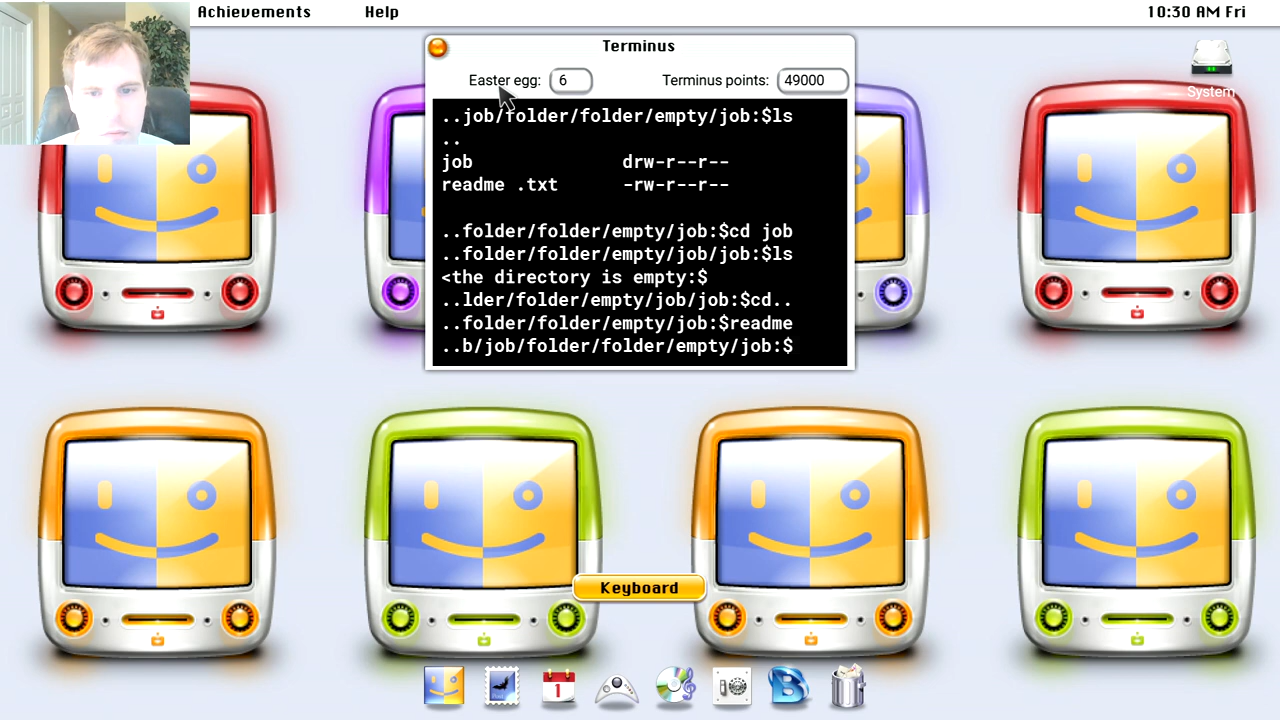 Achievements Help 10:30 AM Fri
Terminus
Easter egg: 6 Terminus points: 49000
System
..job/folder/folder/empty/job:$ls
..
job drw-r--r--
readme .txt -rw-r--r--
..folder/folder/empty/job:$cd job
..folder/folder/empty/job/job:$ls
<the directory is empty:$
..lder/folder/empty/job/job:$cd..
..folder/folder/empty/job:$readme
..b/job/folder/folder/empty/job:$
Keyboard
1
B